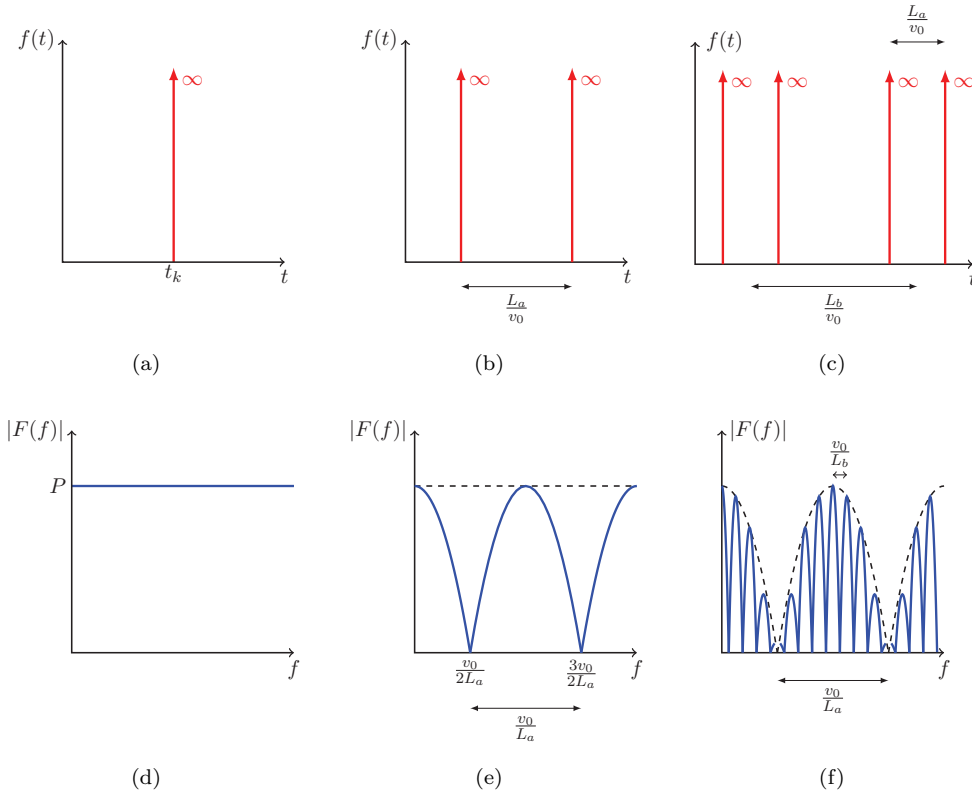 f(t)
∞
t_k
t
(a)
f(t)
∞ ∞
t
L_a/v_0
(b)
L_a/v_0
f(t)
∞ ∞ ∞ ∞
t
L_b/v_0
(c)
|F(f)|
P
f
(d)
|F(f)|
v_0/2L_a 3v_0/2L_a f
v_0/L_a
(e)
|F(f)|
v_0/L_b
f
v_0/L_a
(f)